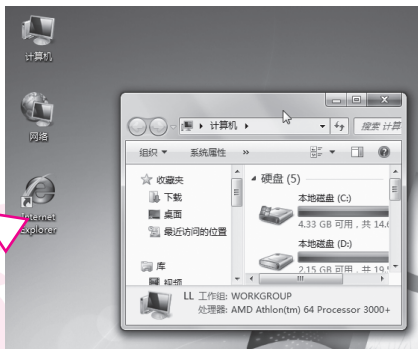 计算机
网络
Internet
Explorer
计算机
搜索 计算
组织
系统属性
»
收藏夹
下载
桌面
最近访问的位置
库
视频
硬盘 (5)
本地磁盘 (C:)
4.33 GB 可用，共 14.6
本地磁盘 (D:)
2.15 GB 可用，共 19.
LL 工作组: WORKGROUP
处理器: AMD Athlon(tm) 64 Processor 3000+